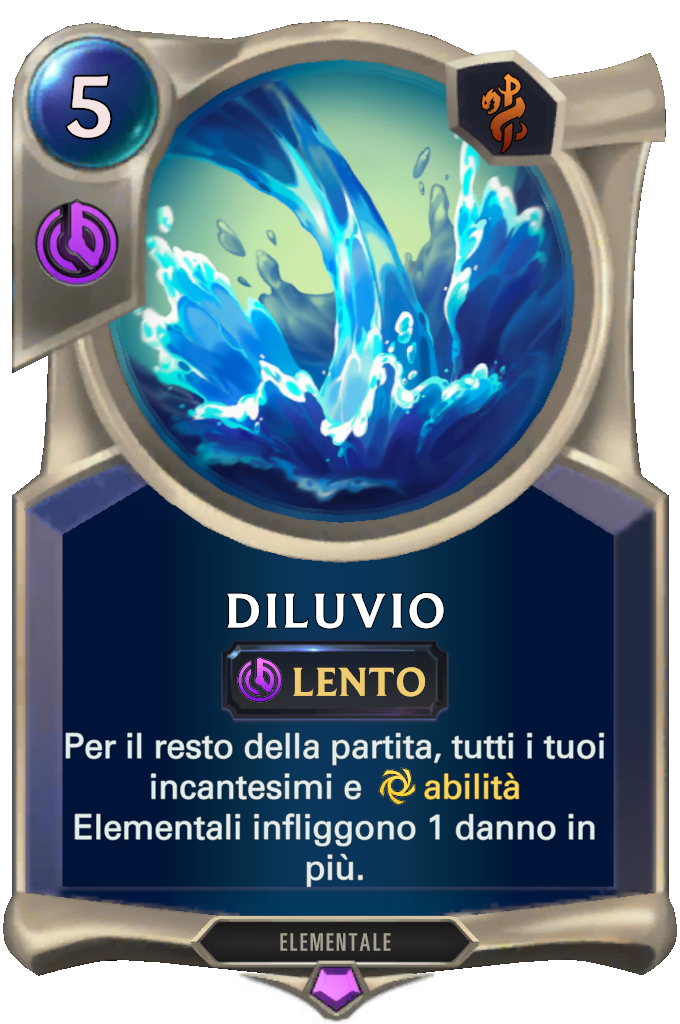 5
DILUVIO
LENTO
Per il resto della partita, tutti i tuoi
incantesimi e abilità
Elementali infliggono 1 danno in
più.
ELEMENTALE